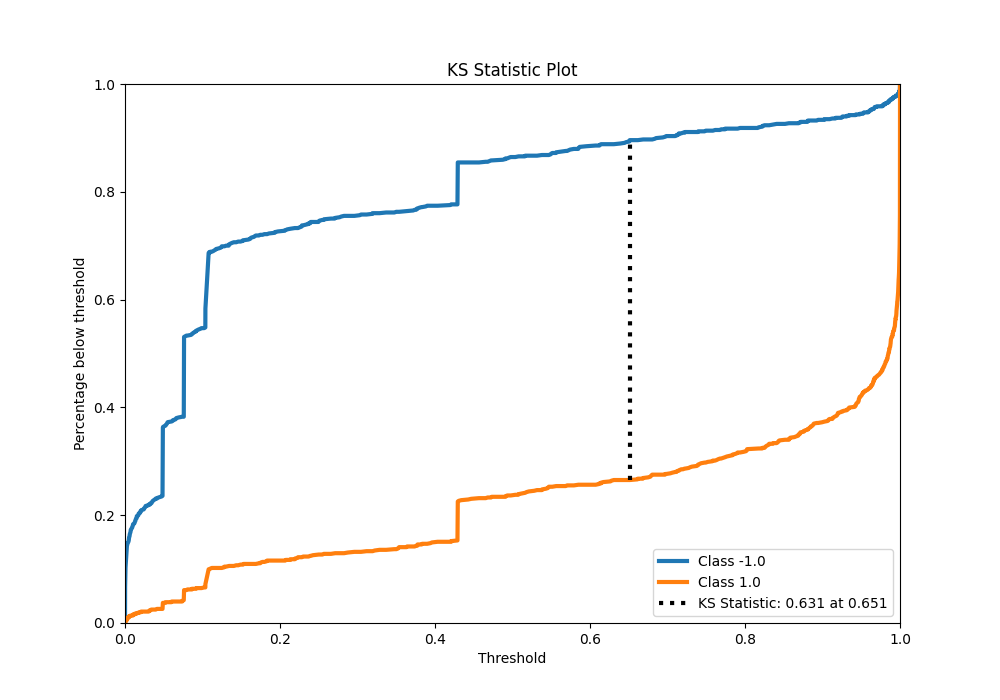 KS Statistic Plot
1.0
0.8
0.6
0.4
0.2
0.0
Percentage below threshold
0.0 0.2 0.4 0.6 0.8 1.0
Threshold
Class -1.0
Class 1.0
KS Statistic: 0.631 at 0.651